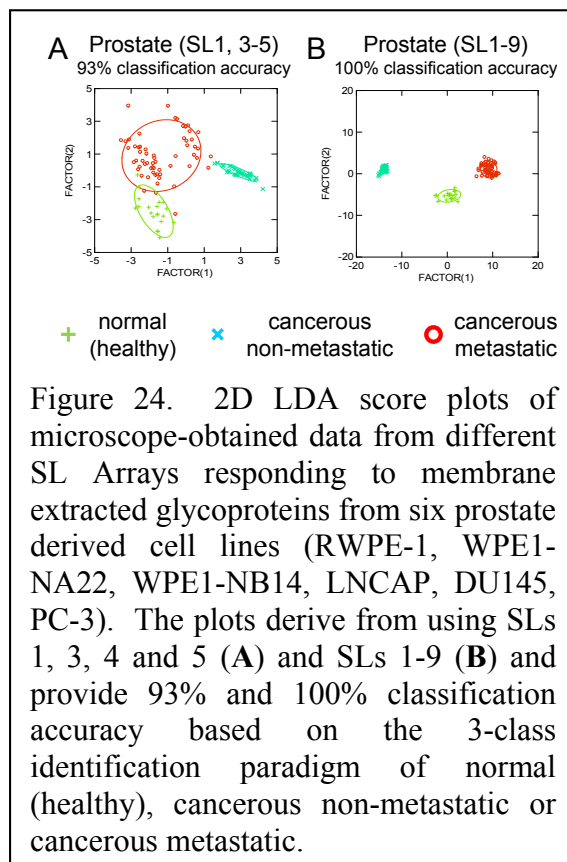 A Prostate (SL1, 3-5)
93% classification accuracy
B Prostate (SL1-9)
100% classification accuracy
FACTOR(2)
5
3
1
-1
-3
-5
-5 -3 -1 1 3 5
FACTOR(1)
FACTOR(2)
20
10
0
-10
-20
-20 -10 0 10 20
FACTOR(1)
+ normal
(healthy)
× cancerous
non-metastatic
o cancerous
metastatic
Figure 24. 2D LDA score plots of
microscope-obtained data from different
SL Arrays responding to membrane
extracted glycoproteins from six prostate
derived cell lines (RWPE-1, WPE1-
NA22, WPE1-NB14, LNCAP, DU145,
PC-3). The plots derive from using SLs
1, 3, 4 and 5 (A) and SLs 1-9 (B) and
provide 93% and 100% classification
accuracy based on the 3-class
identification paradigm of normal
(healthy), cancerous non-metastatic or
cancerous metastatic.